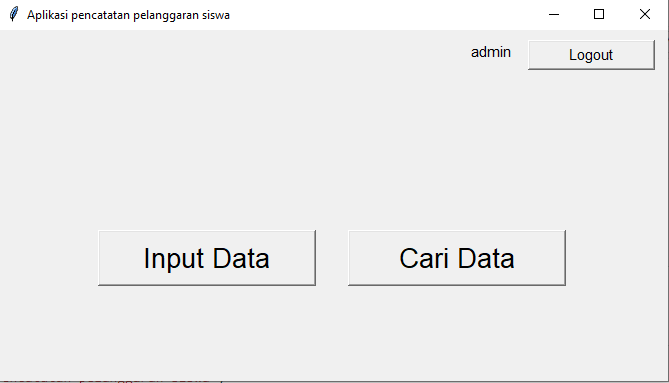 Aplikasi pencatatan pelanggaran siswa
admin
Logout
Input Data
Cari Data